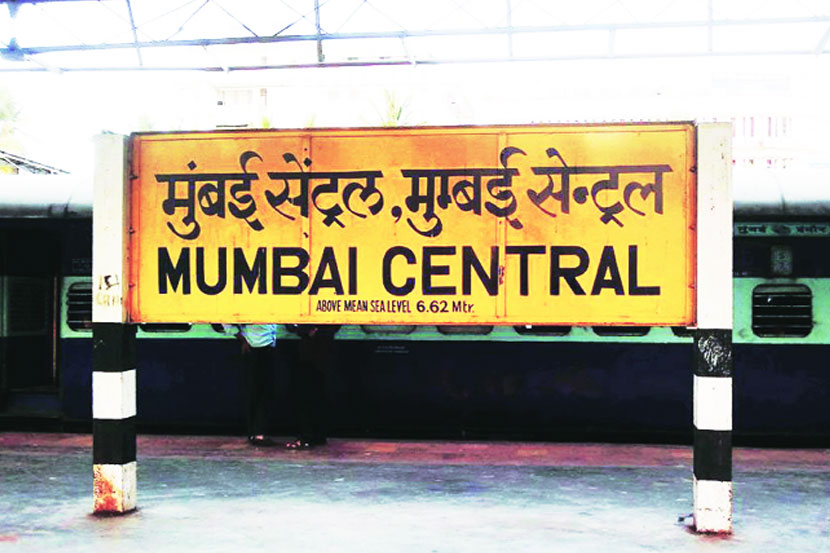 मुंबई सेंट्रल, मुम्बई सेन्ट्रल
MUMBAI CENTRAL
ABOVE MEAN SEA LEVEL 6.62 Mtr.